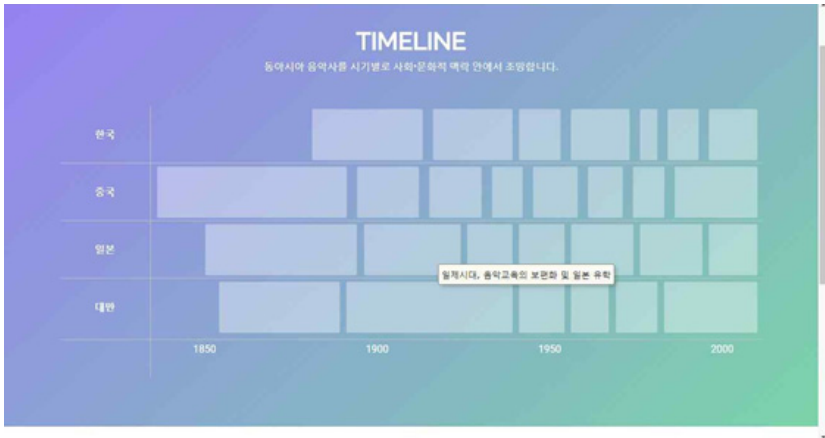 TIMELINE
동아시아 음악사를 시기별로 사회•문화적 맥락 안에서 조망합니다.
한국
중국
일본
일제시대, 음악교육의 보편화 및 일본 유학
대만
1850 1900 1950 2000